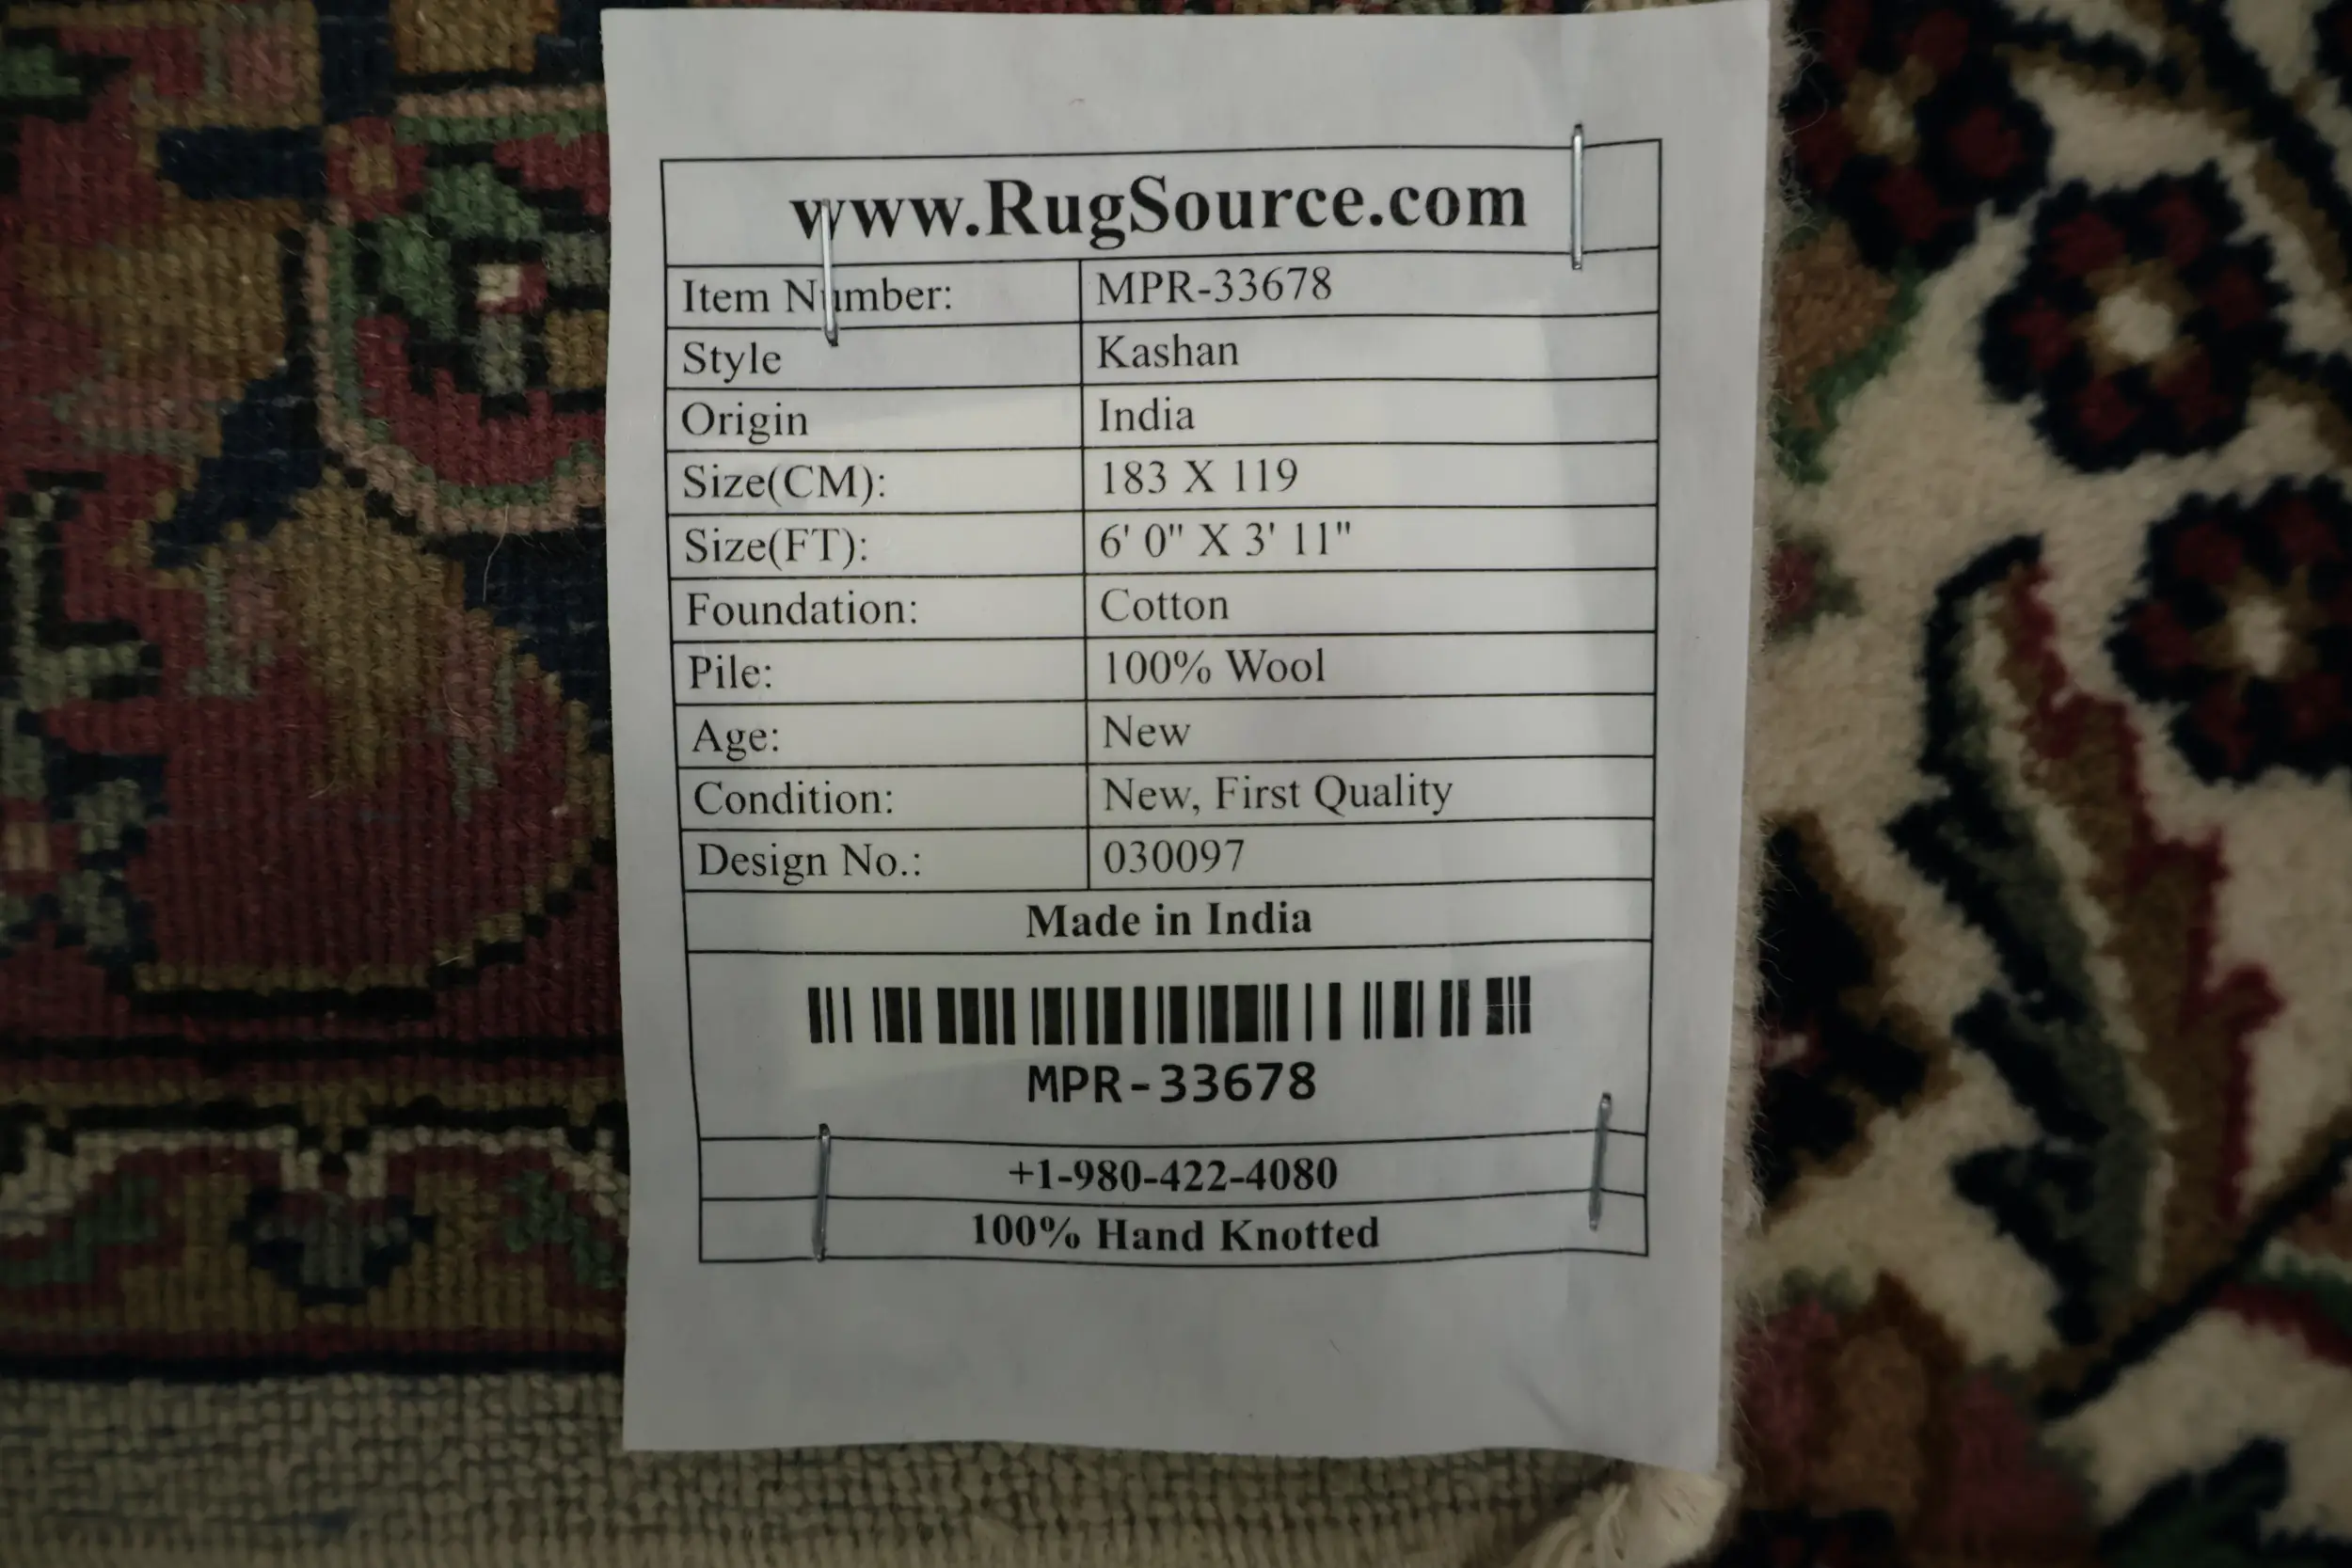 www.RugSource.com
Item Number: MPR-33678
Style Kashan
Origin India
Size(CM): 183 X 119
Size(FT): 6' 0" X 3' 11"
Foundation: Cotton
Pile: 100% Wool
Age: New
Condition: New, First Quality
Design No.: 030097
Made in India
MPR-33678
+1-980-422-4080
100% Hand Knotted